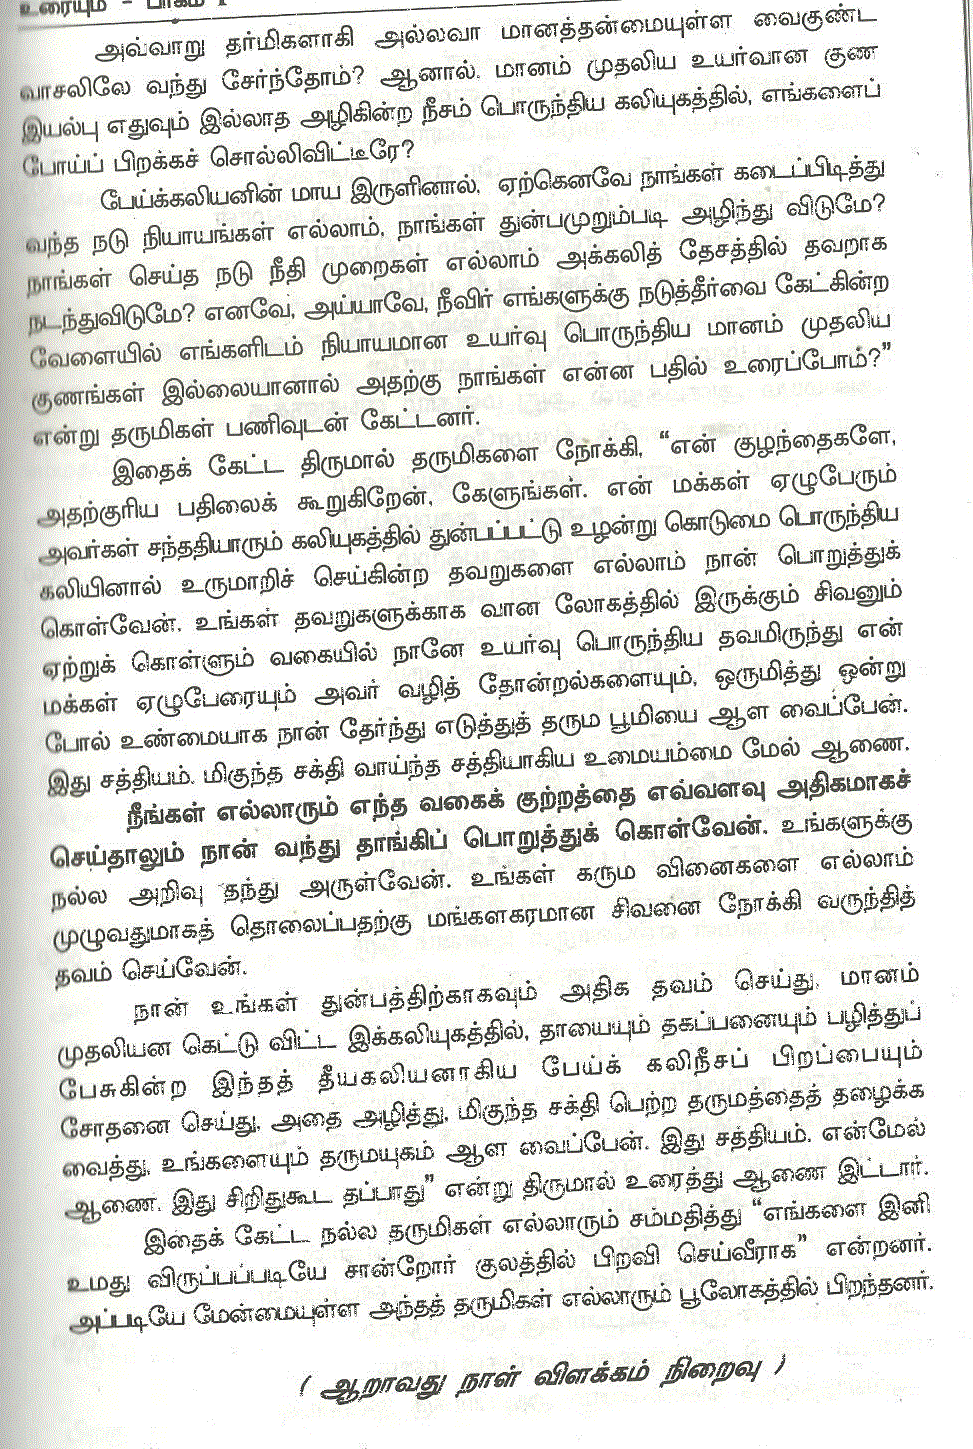 உரையும் - பாகம் I
அவ்வாறு தர்மிகளாகி அல்லவா மானத்தன்மையுள்ள வைகுண்ட
வாசலிலே வந்து சேர்ந்தோம்? ஆனால். மானம் முதலிய உயர்வான குண
இயல்பு எதுவும் இல்லாத அழிகின்ற நீசம் பொருந்திய கலியுகத்தில், எங்களைப்
போய்ப் பிறக்கச் சொல்லிவிட்டீரே?
பேய்க்கலியனின் மாய இருளினால், ஏற்கெனவே நாங்கள் கடைப்பிடித்து
வந்த நடு நியாயங்கள் எல்லாம், நாங்கள் துன்பமுறும்படி அழிந்து விடுமே?
நாங்கள் செய்த நடு நீதி முறைகள் எல்லாம் அக்கலித் தேசத்தில் தவறாக
நடந்துவிடுமே? எனவே, அய்யாவே, நீவிர் எங்களுக்கு நடுத்தீர்வை கேட்கின்ற
வேளையில் எங்களிடம் நியாயமான உயர்வு பொருந்திய மானம் முதலிய
குணங்கள் இல்லையானால் அதற்கு நாங்கள் என்ன பதில் உரைப்போம்?”
என்று தருமிகள் பணிவுடன் கேட்டனர்.
இதைக் கேட்ட திருமால் தருமிகளை நோக்கி, “என் குழந்தைகளே,
அதற்குரிய பதிலைக் கூறுகிறேன், கேளுங்கள். என் மக்கள் ஏழுபேரும்
அவர்கள் சந்ததியாரும் கலியுகத்தில் துன்பப்பட்டு உழன்று கொடுமை பொருந்திய
கலியினால் உருமாறிச் செய்கின்ற தவறுகளை எல்லாம் நான் பொறுத்துக்
கொள்வேன். உங்கள் தவறுகளுக்காக வான லோகத்தில் இருக்கும் சிவனும்
ஏற்றுக் கொள்ளும் வகையில் நானே உயர்வு பொருந்திய தவமிருந்து என்
மக்கள் ஏழுபேரையும் அவர் வழித் தோன்றல்களையும், ஒருமித்து ஒன்று
போல் உண்மையாக நான் தேர்ந்து எடுத்துத் தரும பூமியை ஆள வைப்பேன்.
இது சத்தியம். மிகுந்த சக்தி வாய்ந்த சத்தியாகிய உமையம்மை மேல் ஆணை.
நீங்கள் எல்லாரும் எந்த வகைக் குற்றத்தை எவ்வளவு அதிகமாகச்
செய்தாலும் நான் வந்து தாங்கிப் பொறுத்துக் கொள்வேன். உங்களுக்கு
நல்ல அறிவு தந்து அருள்வேன். உங்கள் கரும வினைகளை எல்லாம்
முழுவதுமாகத் தொலைப்பதற்கு மங்களகரமான சிவனை நோக்கி வருந்தித்
தவம் செய்வேன்.
நான் உங்கள் துன்பத்திற்காகவும் அதிக தவம் செய்து, மானம்
முதலியன கெட்டு விட்ட இக்கலியுகத்தில், தாயையும் தகப்பனையும் பழித்துப்
பேசுகின்ற இந்தத் தீயகலியனாகிய பேய்க் கலிநீசப் பிறப்பையும்
சோதனை செய்து, அதை அழித்து, மிகுந்த சக்தி பெற்ற தருமத்தைத் தழைக்க
வைத்து, உங்களையும் தருமயுகம் ஆள வைப்பேன். இது சத்தியம். என்மேல்
ஆணை. இது சிறிதுகூட தப்பாது” என்று திருமால் உரைத்து ஆணை இட்டார்.
இதைக் கேட்ட நல்ல தருமிகள் எல்லாரும் சம்மதித்து “எங்களை இனி
உமது விருப்பப்படியே சான்றோர் குலத்தில் பிறவி செய்வீராக” என்றனர்.
அப்படியே மேன்மையுள்ள அந்தத் தருமிகள் எல்லாரும் பூலோகத்தில் பிறந்தனர்.
( ஆறாவது நாள் விளக்கம் நிறைவு )